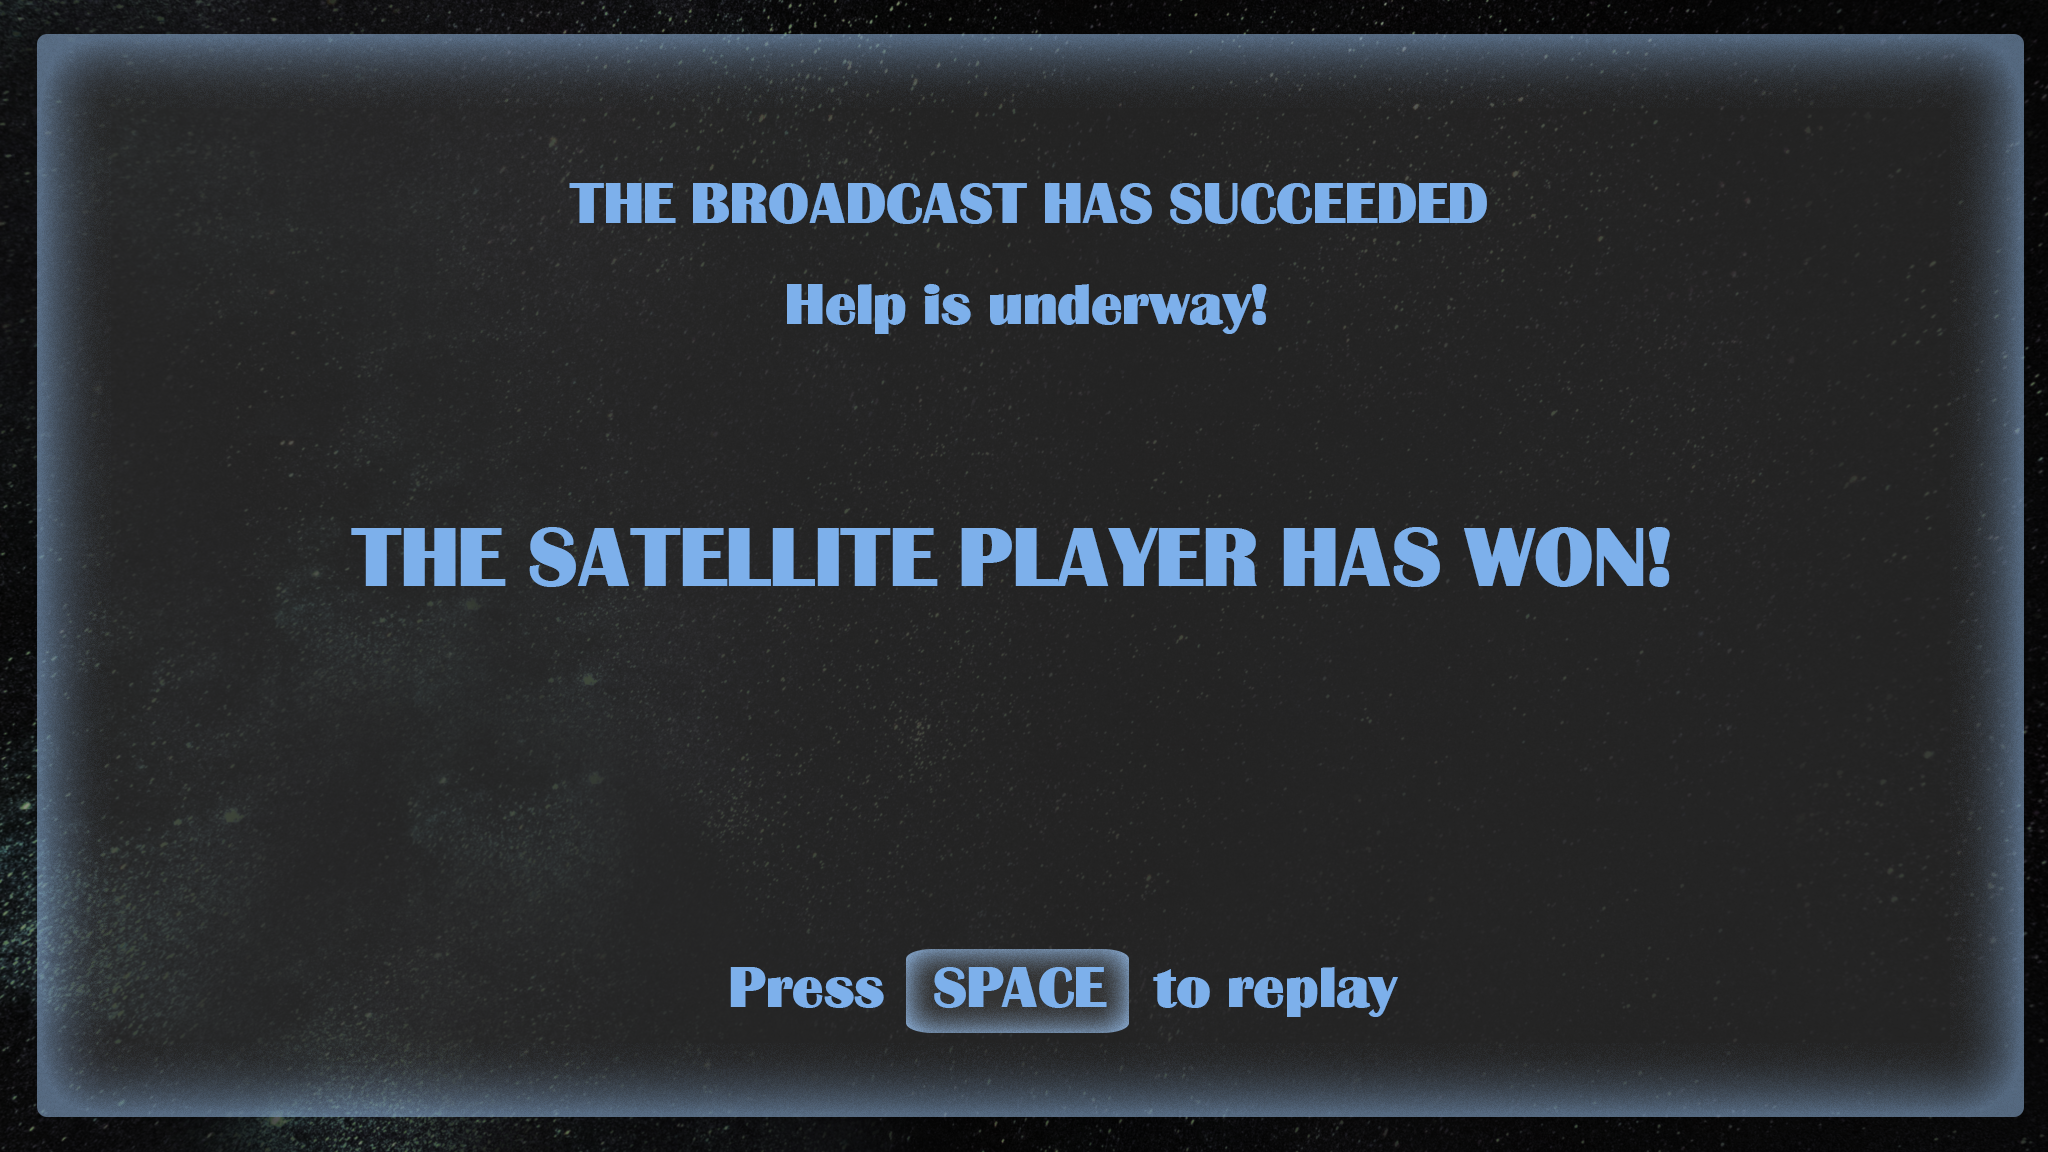 THE BROADCAST HAS SUCCEEDED
Help is underway!
THE SATELLITE PLAYER HAS WON!
Press SPACE to replay